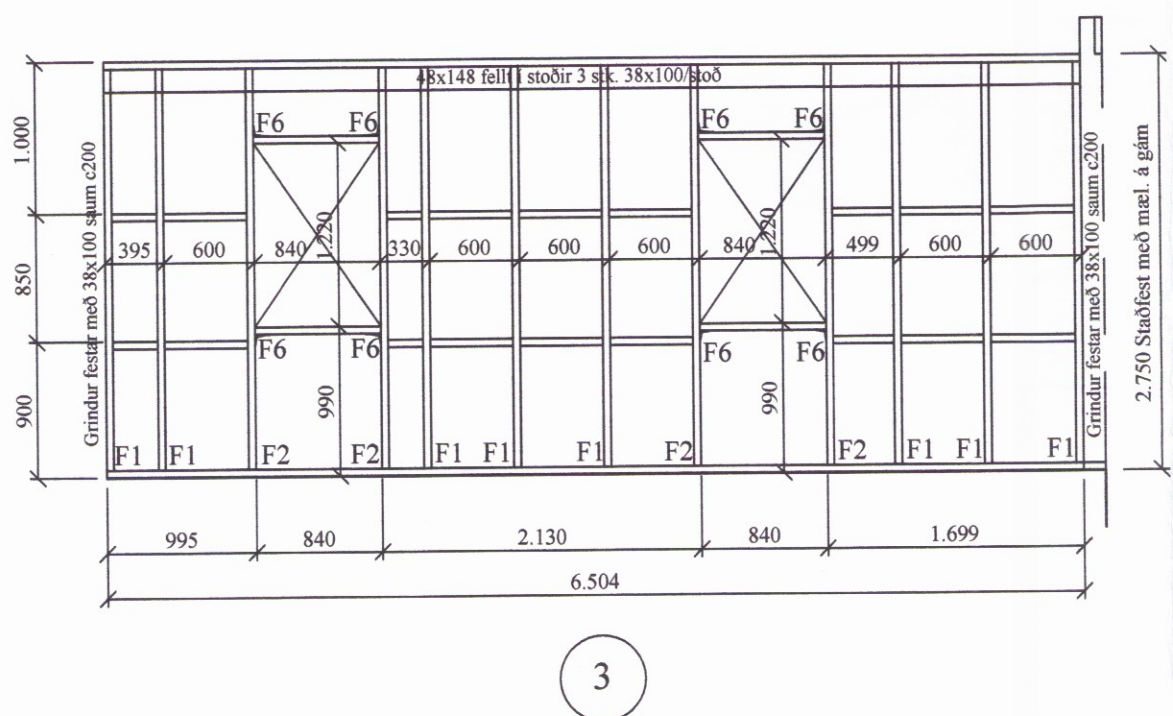 48x148 fellt í stoðir 3 stk. 38x100/stoð
F6 F6 F6 F6
1.000
Grindur festar með 38x100 saum c200
1.220
1.220
Grindur festar með 38x100 saum c200
2.750 Staðfest með mæl. á gám
395 600 840 330 600 600 600 840 499 600 600
850
F6 F6 F6 F6
990
990
900
F1 F1 F2 F2 F1 F1 F1 F2 F2 F1 F1 F1
995 840 2.130 840 1.699
6.504
3